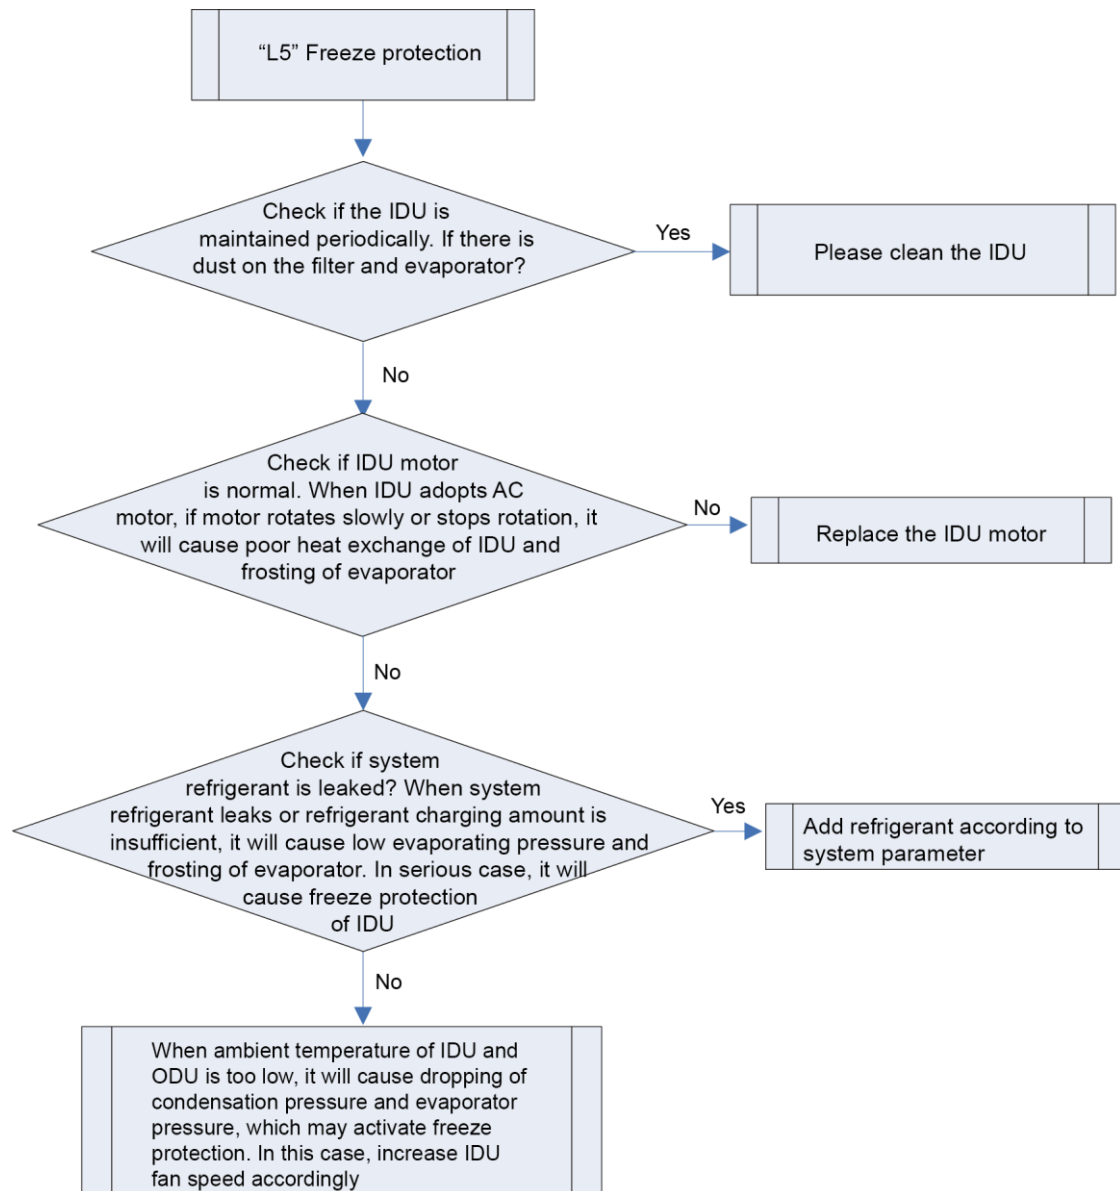 “L5” Freeze protection
Check if the IDU is
maintained periodically. If there is
dust on the filter and evaporator?
Yes
Please clean the IDU
No
Check if IDU motor
is normal. When IDU adopts AC
motor, if motor rotates slowly or stops rotation, it
will cause poor heat exchange of IDU and
frosting of evaporator
No
Replace the IDU motor
No
Check if system
refrigerant is leaked? When system
refrigerant leaks or refrigerant charging amount is
insufficient, it will cause low evaporating pressure and
frosting of evaporator. In serious case, it will
cause freeze protection
of IDU
Yes
Add refrigerant according to
system parameter
No
When ambient temperature of IDU and
ODU is too low, it will cause dropping of
condensation pressure and evaporator
pressure, which may activate freeze
protection. In this case, increase IDU
fan speed accordingly